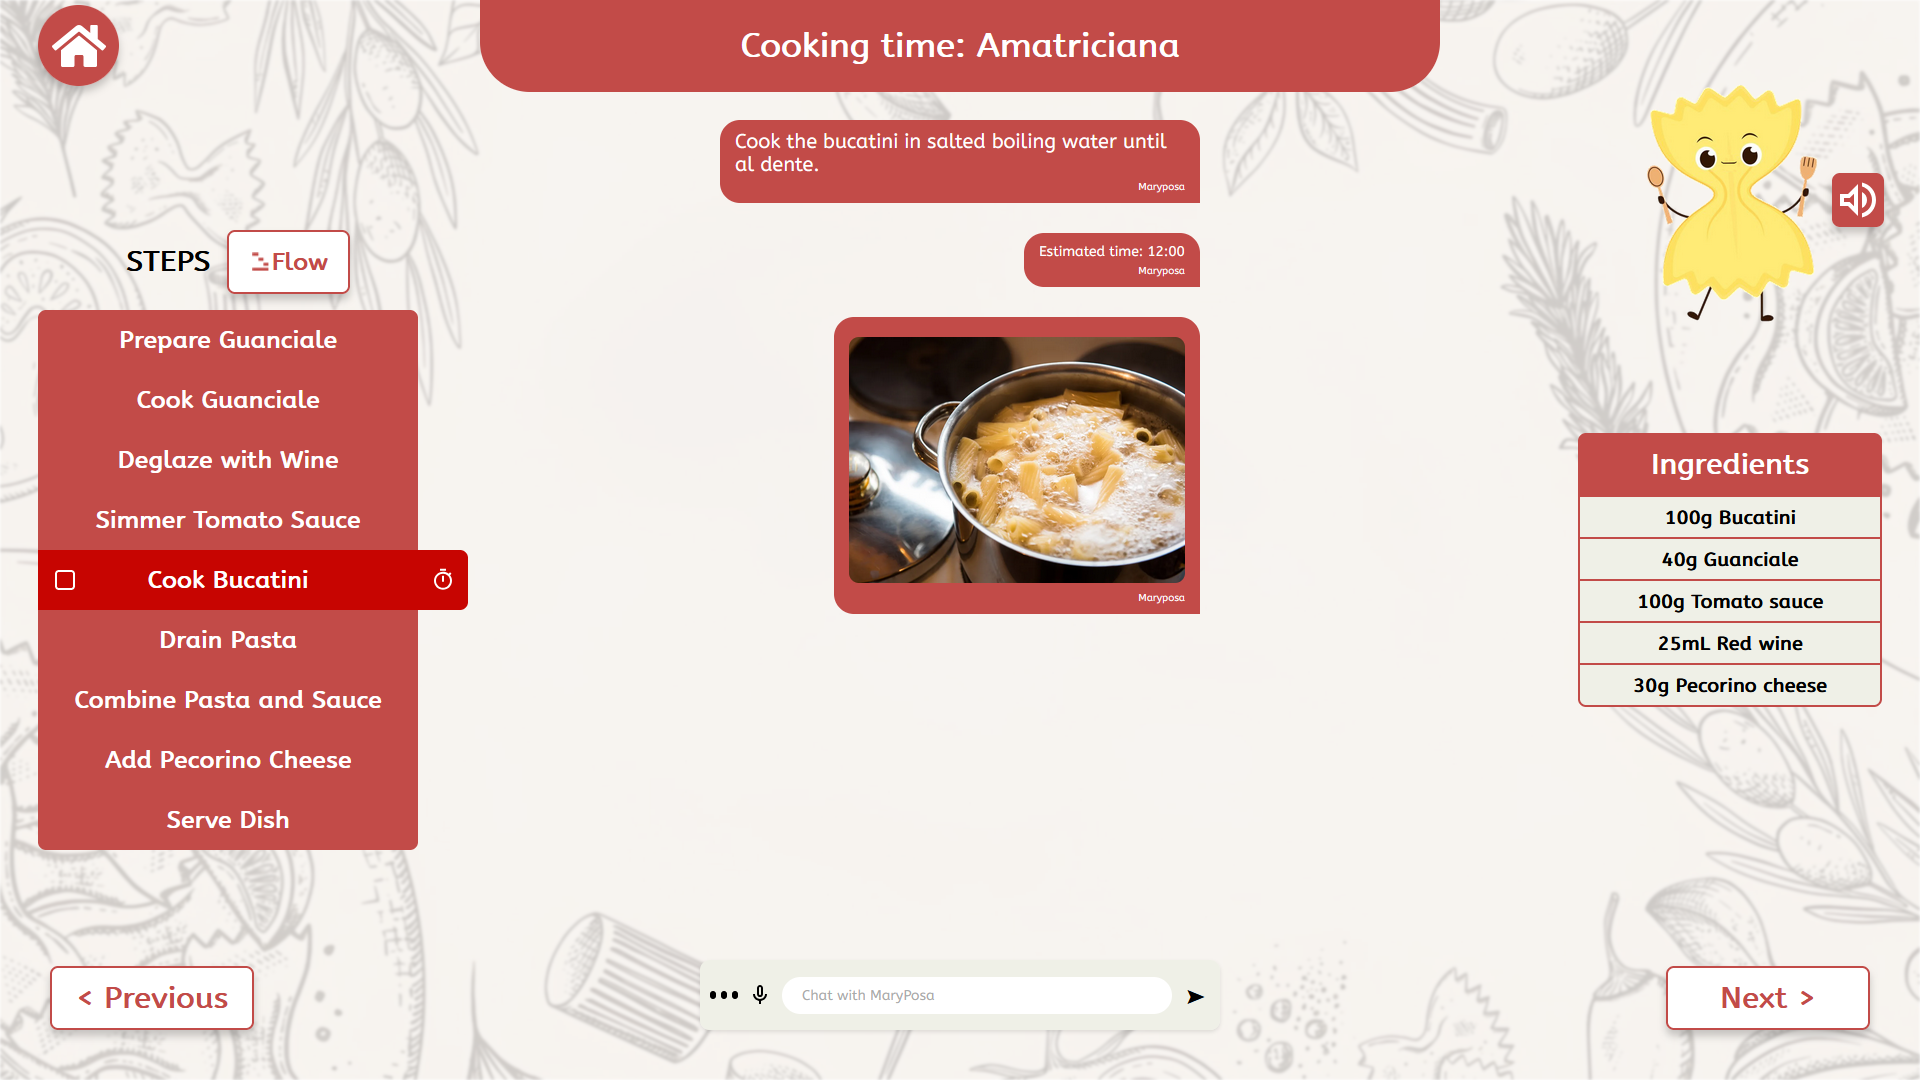 Cooking time: Amatriciana
Cook the bucatini in salted boiling water until
al dente.
Maryposa
Estimated time: 12:00
Maryposa
Maryposa
STEPS
Flow
Prepare Guanciale
Cook Guanciale
Deglaze with Wine
Simmer Tomato Sauce
Cook Bucatini
Drain Pasta
Combine Pasta and Sauce
Add Pecorino Cheese
Serve Dish
Ingredients
100g Bucatini
40g Guanciale
100g Tomato sauce
25mL Red wine
30g Pecorino cheese
< Previous
Chat with MaryPosa
Next >